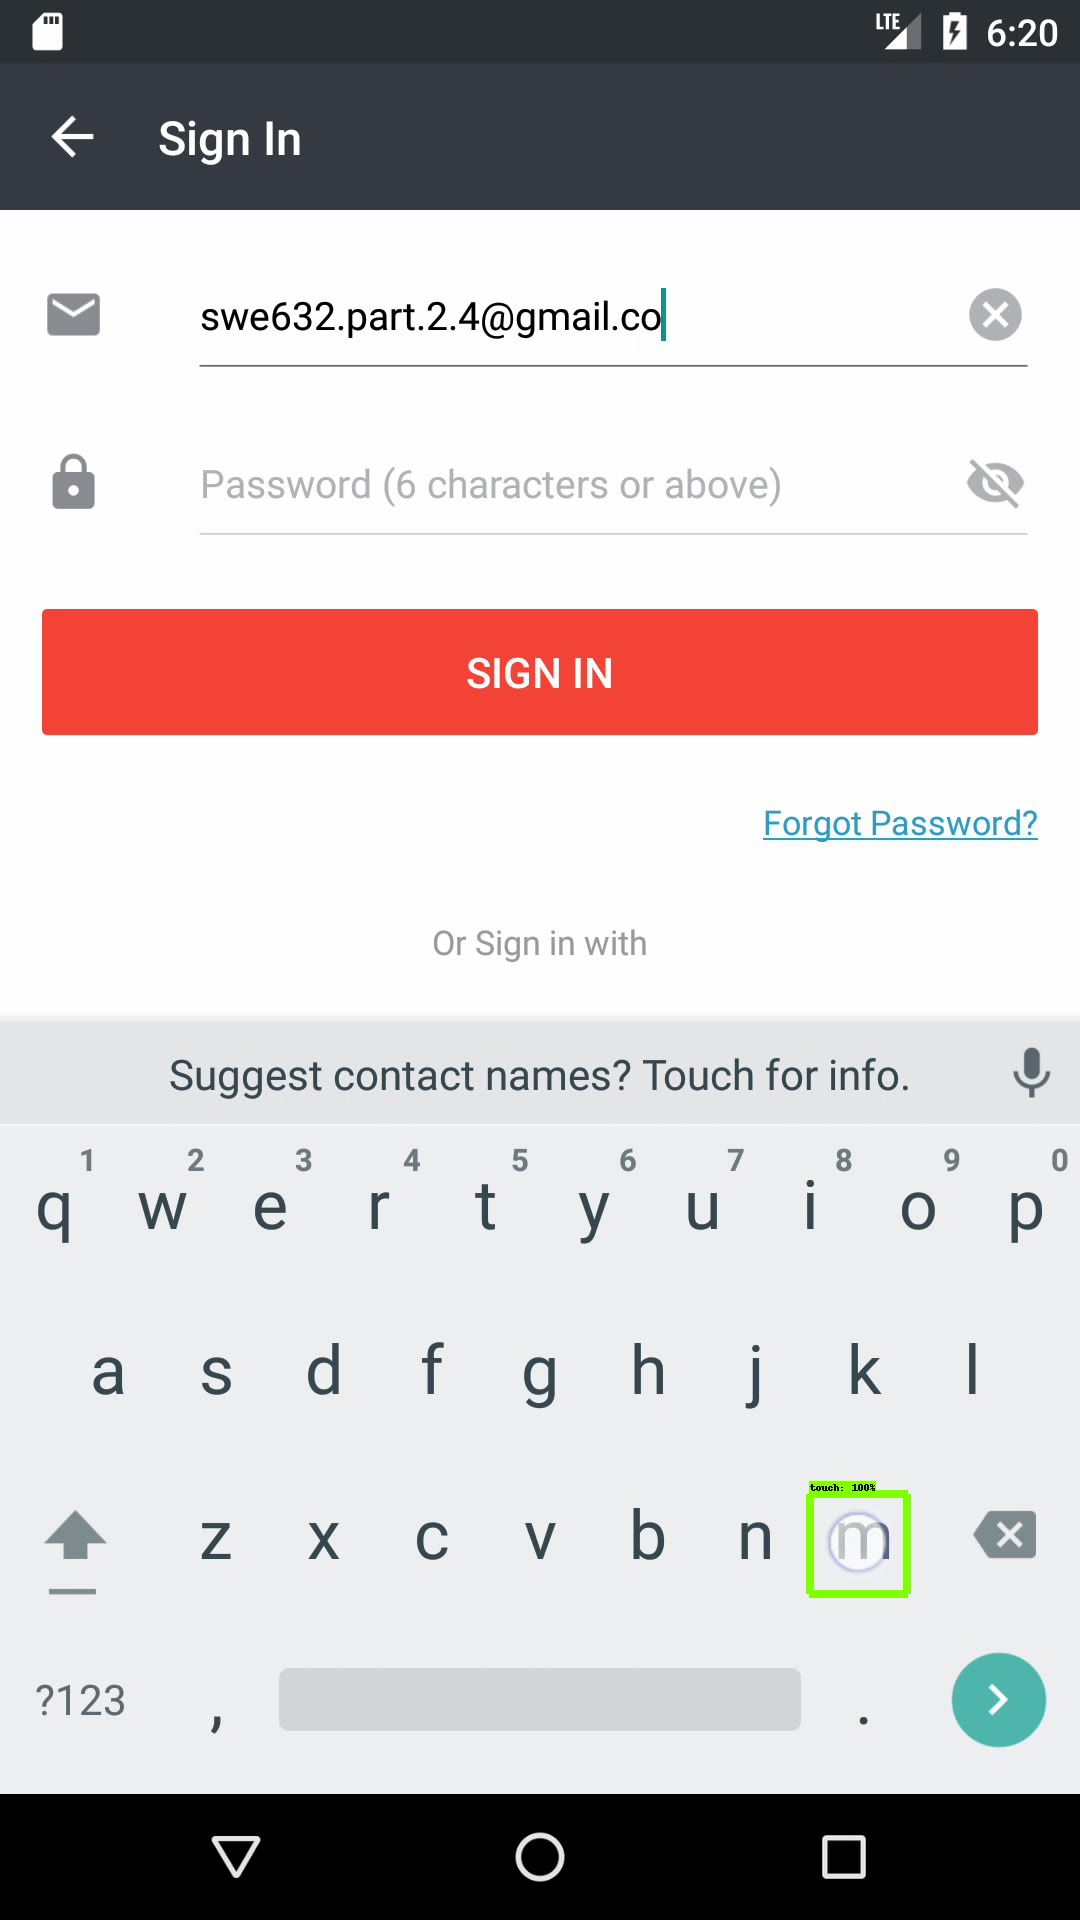 LTE 6:20
Sign In
swe632.part.2.4@gmail.co
Password (6 characters or above)
SIGN IN
Forgot Password?
Or Sign in with
Suggest contact names? Touch for info.
1 2 3 4 5 6 7 8 9 0
q w e r t y u i o p
a s d f g h j k l
touch: 100%
z x c v b n m
?123 , .